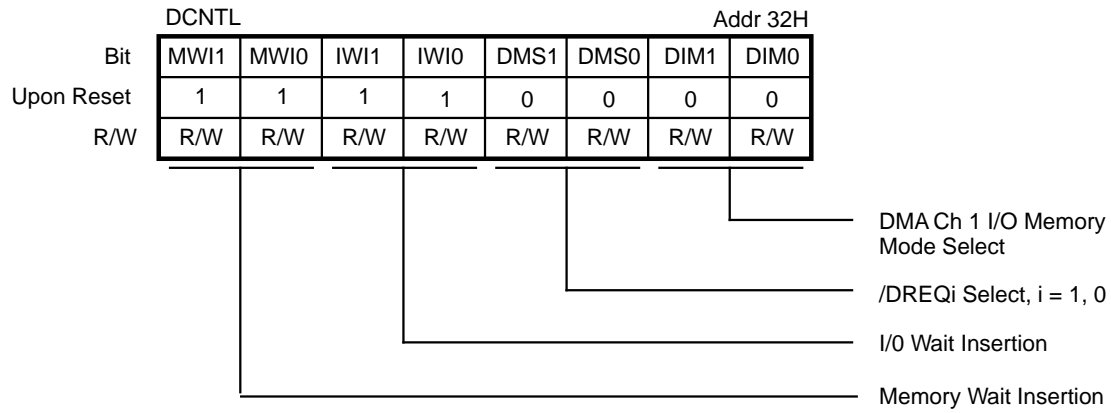 DCNTL Addr 32H
Bit MWI1 MWI0 IWI1 IWI0 DMS1 DMS0 DIM1 DIM0
Upon Reset 1 1 1 1 0 0 0 0
R/W R/W R/W R/W R/W R/W R/W R/W R/W
DMA Ch 1 I/O Memory
Mode Select
/DREQi Select, i = 1, 0
I/0 Wait Insertion
Memory Wait Insertion